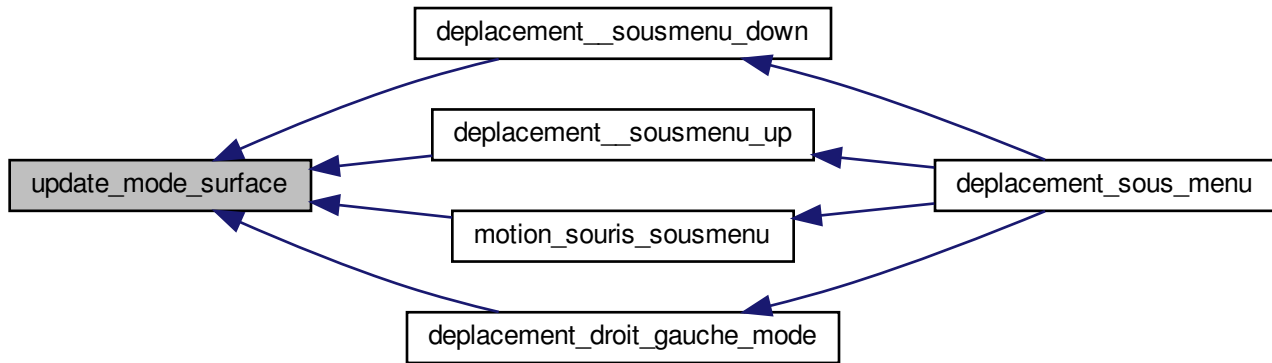 deplacement__sousmenu_down
deplacement__sousmenu_up
update_mode_surface
deplacement_sous_menu
motion_souris_sousmenu
deplacement_droit_gauche_mode